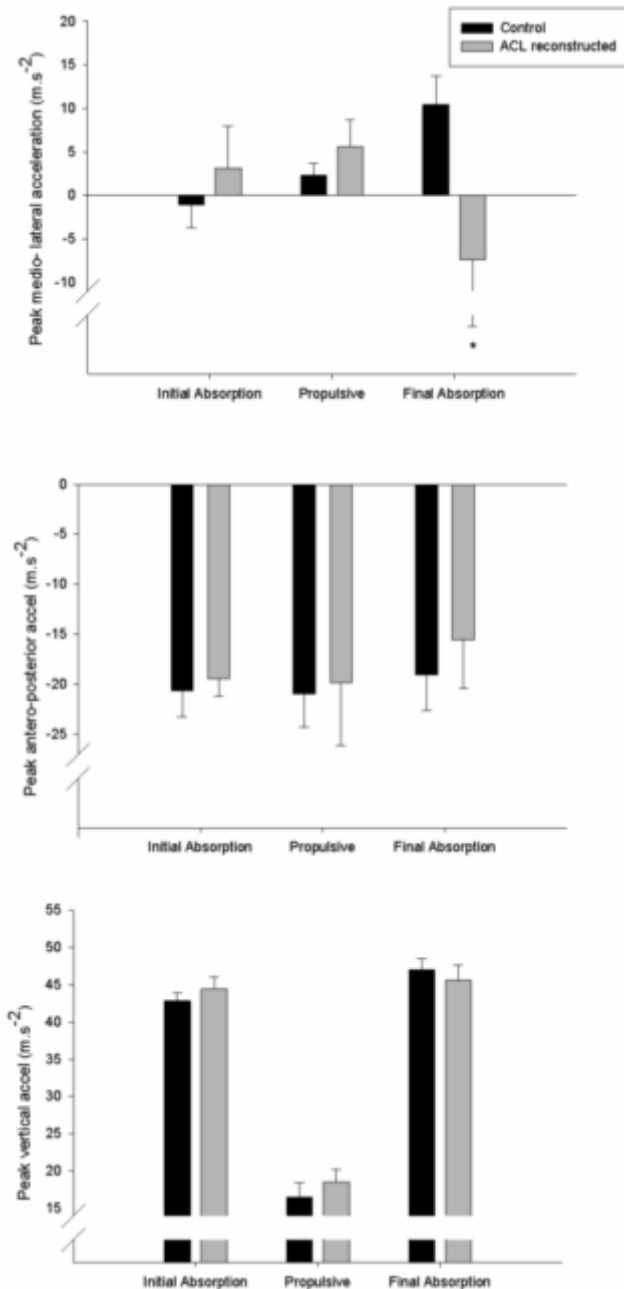 Control
ACL reconstructed
Peak medio- lateral acceleration (m.s-2)
20
15
10
5
0
-5
-10
*
Initial Absorption Propulsive Final Absorption
Peak antero-posterior accel (m.s-2)
0
-5
-10
-15
-20
-25
Initial Absorption Propulsive Final Absorption
Peak vertical accel (m.s-2)
55
50
45
40
35
30
20
15
Initial Absorption Propulsive Final Absorption